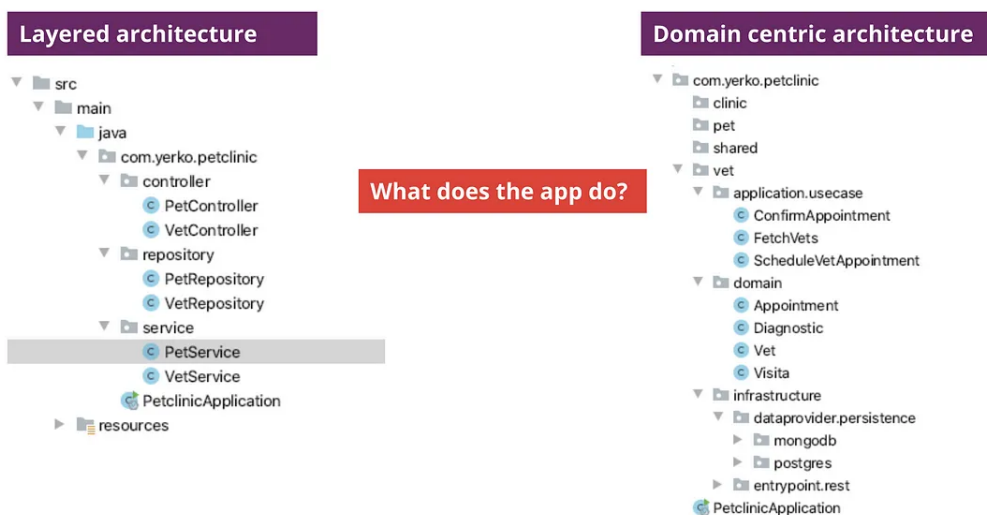 Layered architecture
src
main
java
com.yerko.petclinic
controller
C PetController
C VetController
repository
C PetRepository
C VetRepository
service
C PetService
C VetService
C PetclinicApplication
resources
What does the app do?
Domain centric architecture
com.yerko.petclinic
clinic
pet
shared
vet
application.usecase
C ConfirmAppointment
C FetchVets
C ScheduleVetAppointment
domain
C Appointment
C Diagnostic
C Vet
C Visita
infrastructure
dataprovider.persistence
mongodb
postgres
entrypoint.rest
C PetclinicApplication